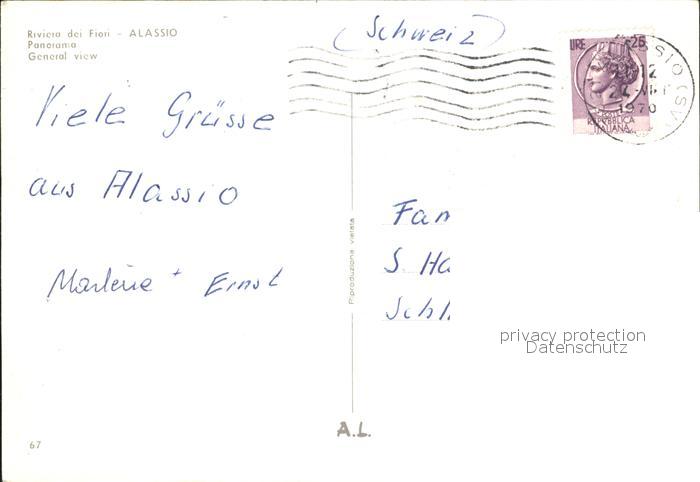 Riviera dei Fiori - ALASSIO
Panorama
General view
(Schweiz)
LIRE 25
POSTE
REPUBBLICA
ITALIANA
1970
Viele Grüsse
aus Alassio
Marlene + Ernst
Riproduzione vietata
Fam
S. Ha
Schl.
privacy protection
Datenschutz
A.L.
67